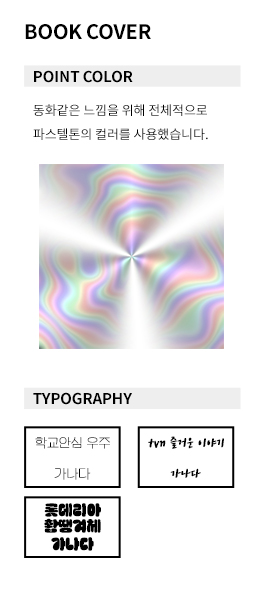 BOOK COVER
POINT COLOR
동화같은 느낌을 위해 전체적으로
파스텔톤의 컬러를 사용했습니다.
TYPOGRAPHY
학교안심 우주
가나다
tvn 즐거운 이야기
가나다
롯데리아
촵땡겨체
가나다